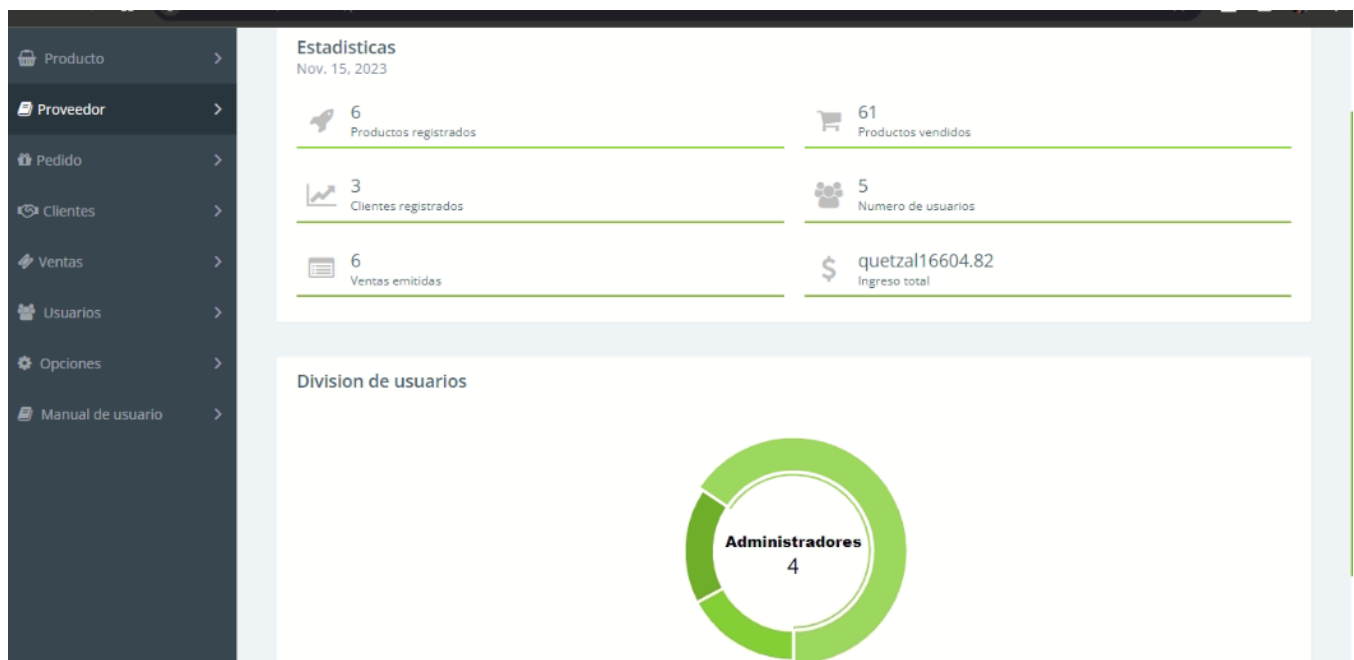 Producto
Proveedor
Pedido
Clientes
Ventas
Usuarios
Opciones
Manual de usuario
Estadisticas
Nov. 15, 2023
6
Productos registrados
61
Productos vendidos
3
Clientes registrados
5
Numero de usuarios
6
Ventas emitidas
quetzal16604.82
Ingreso total
Division de usuarios
Administradores
4